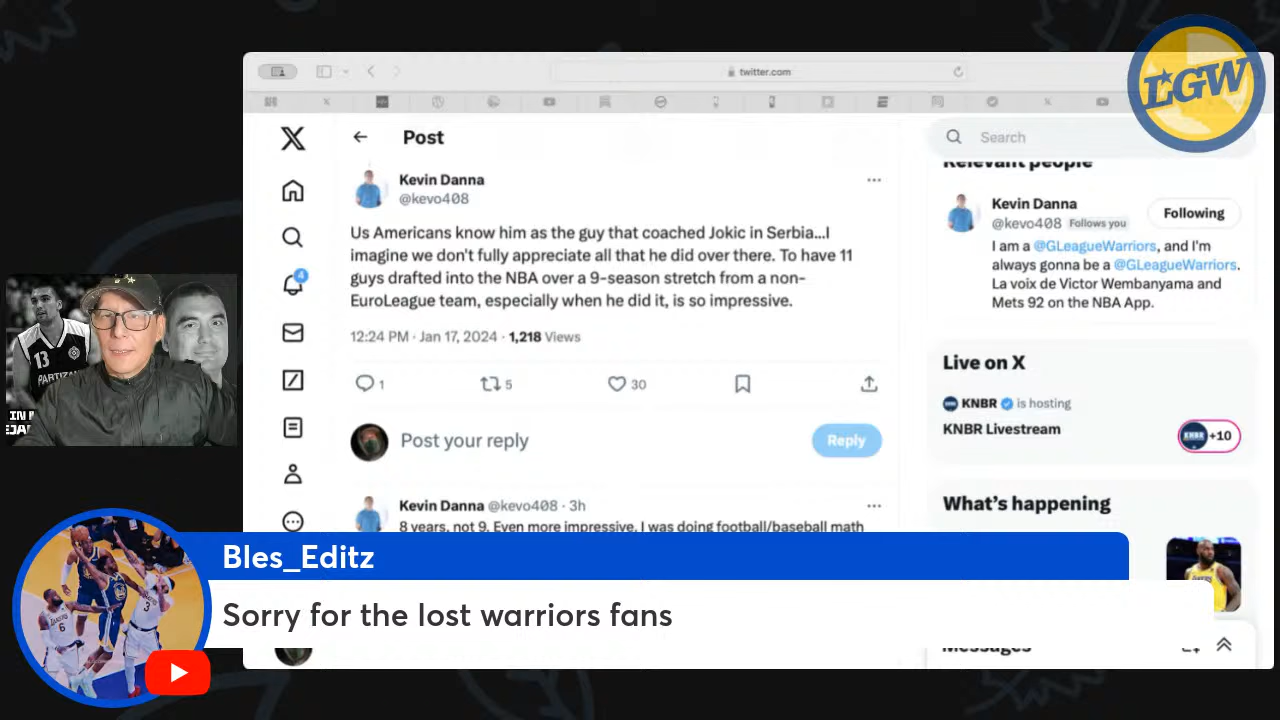 LGW
twitter.com
Post
Search
Relevant people
Kevin Danna
@kevo408
Us Americans know him as the guy that coached Jokic in Serbia...I
imagine we don't fully appreciate all that he did over there. To have 11
guys drafted into the NBA over a 9-season stretch from a non-
EuroLeague team, especially when he did it, is so impressive.
12:24 PM · Jan 17, 2024 · 1,218 Views
1
5
30
Post your reply
Reply
Kevin Danna @kevo408 · 3h
8 years, not 9. Even more impressive. I was doing football/baseball math
Kevin Danna
@kevo408 Follows you
Following
I am a @GLeagueWarriors, and I'm
always gonna be a @GLeagueWarriors.
La voix de Victor Wembanyama and
Mets 92 on the NBA App.
Live on X
KNBR is hosting
KNBR Livestream
KNBR +10
What's happening
Messages
4
13
PARTIZAN
IN
EJA
6
3
Bles_Editz
Sorry for the lost warriors fans